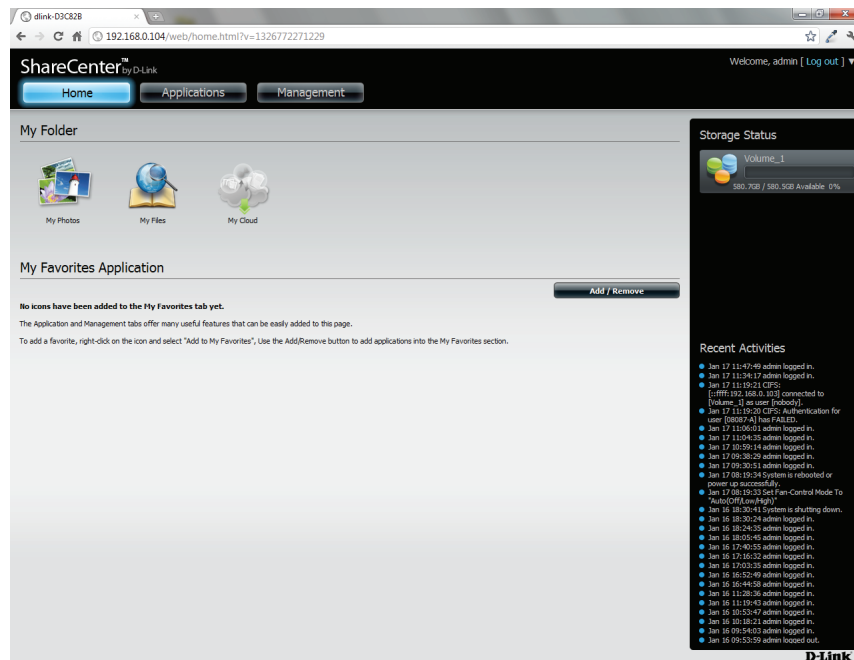 dlink-D3C82B
192.168.0.104/web/home.html?v=1326772271229
ShareCenter™ by D-Link
Welcome, admin [ Log out ]
Home
Applications
Management
My Folder
My Photos
My Files
My Cloud
My Favorites Application
Add / Remove
No icons have been added to the My Favorites tab yet.
The Application and Management tabs offer many useful features that can be easily added to this page.
To add a favorite, right-click on the icon and select "Add to My Favorites", Use the Add/Remove button to add applications into the My Favorites section.
Storage Status
Volume_1
580.7GB / 580.5GB Available 0%
Recent Activities
Jan 17 11:47:49 admin logged in.
Jan 17 11:34:17 admin logged in.
Jan 17 11:19:21 CIFS:
[::ffff:192.168.0.103] connected to
[Volume_1] as user [nobody].
Jan 17 11:19:20 CIFS: Authentication for
user [08087-A] has FAILED.
Jan 17 11:06:01 admin logged in.
Jan 17 11:04:35 admin logged in.
Jan 17 10:59:14 admin logged in.
Jan 17 09:38:29 admin logged in.
Jan 17 09:30:51 admin logged in.
Jan 17 08:19:34 System is rebooted or
power up successfully.
Jan 17 08:19:33 Set Fan-Control Mode To
"Auto(Off/Low/High)"
Jan 16 18:30:41 System is shutting down.
Jan 16 18:30:24 admin logged in.
Jan 16 18:24:35 admin logged in.
Jan 16 18:05:45 admin logged in.
Jan 16 17:40:55 admin logged in.
Jan 16 17:16:32 admin logged in.
Jan 16 17:03:35 admin logged in.
Jan 16 16:52:49 admin logged in.
Jan 16 16:44:58 admin logged in.
Jan 16 11:28:36 admin logged in.
Jan 16 11:19:43 admin logged in.
Jan 16 10:53:47 admin logged in.
Jan 16 10:18:21 admin logged in.
Jan 16 09:54:03 admin logged in.
Jan 16 09:53:59 admin logged out.
D-Link